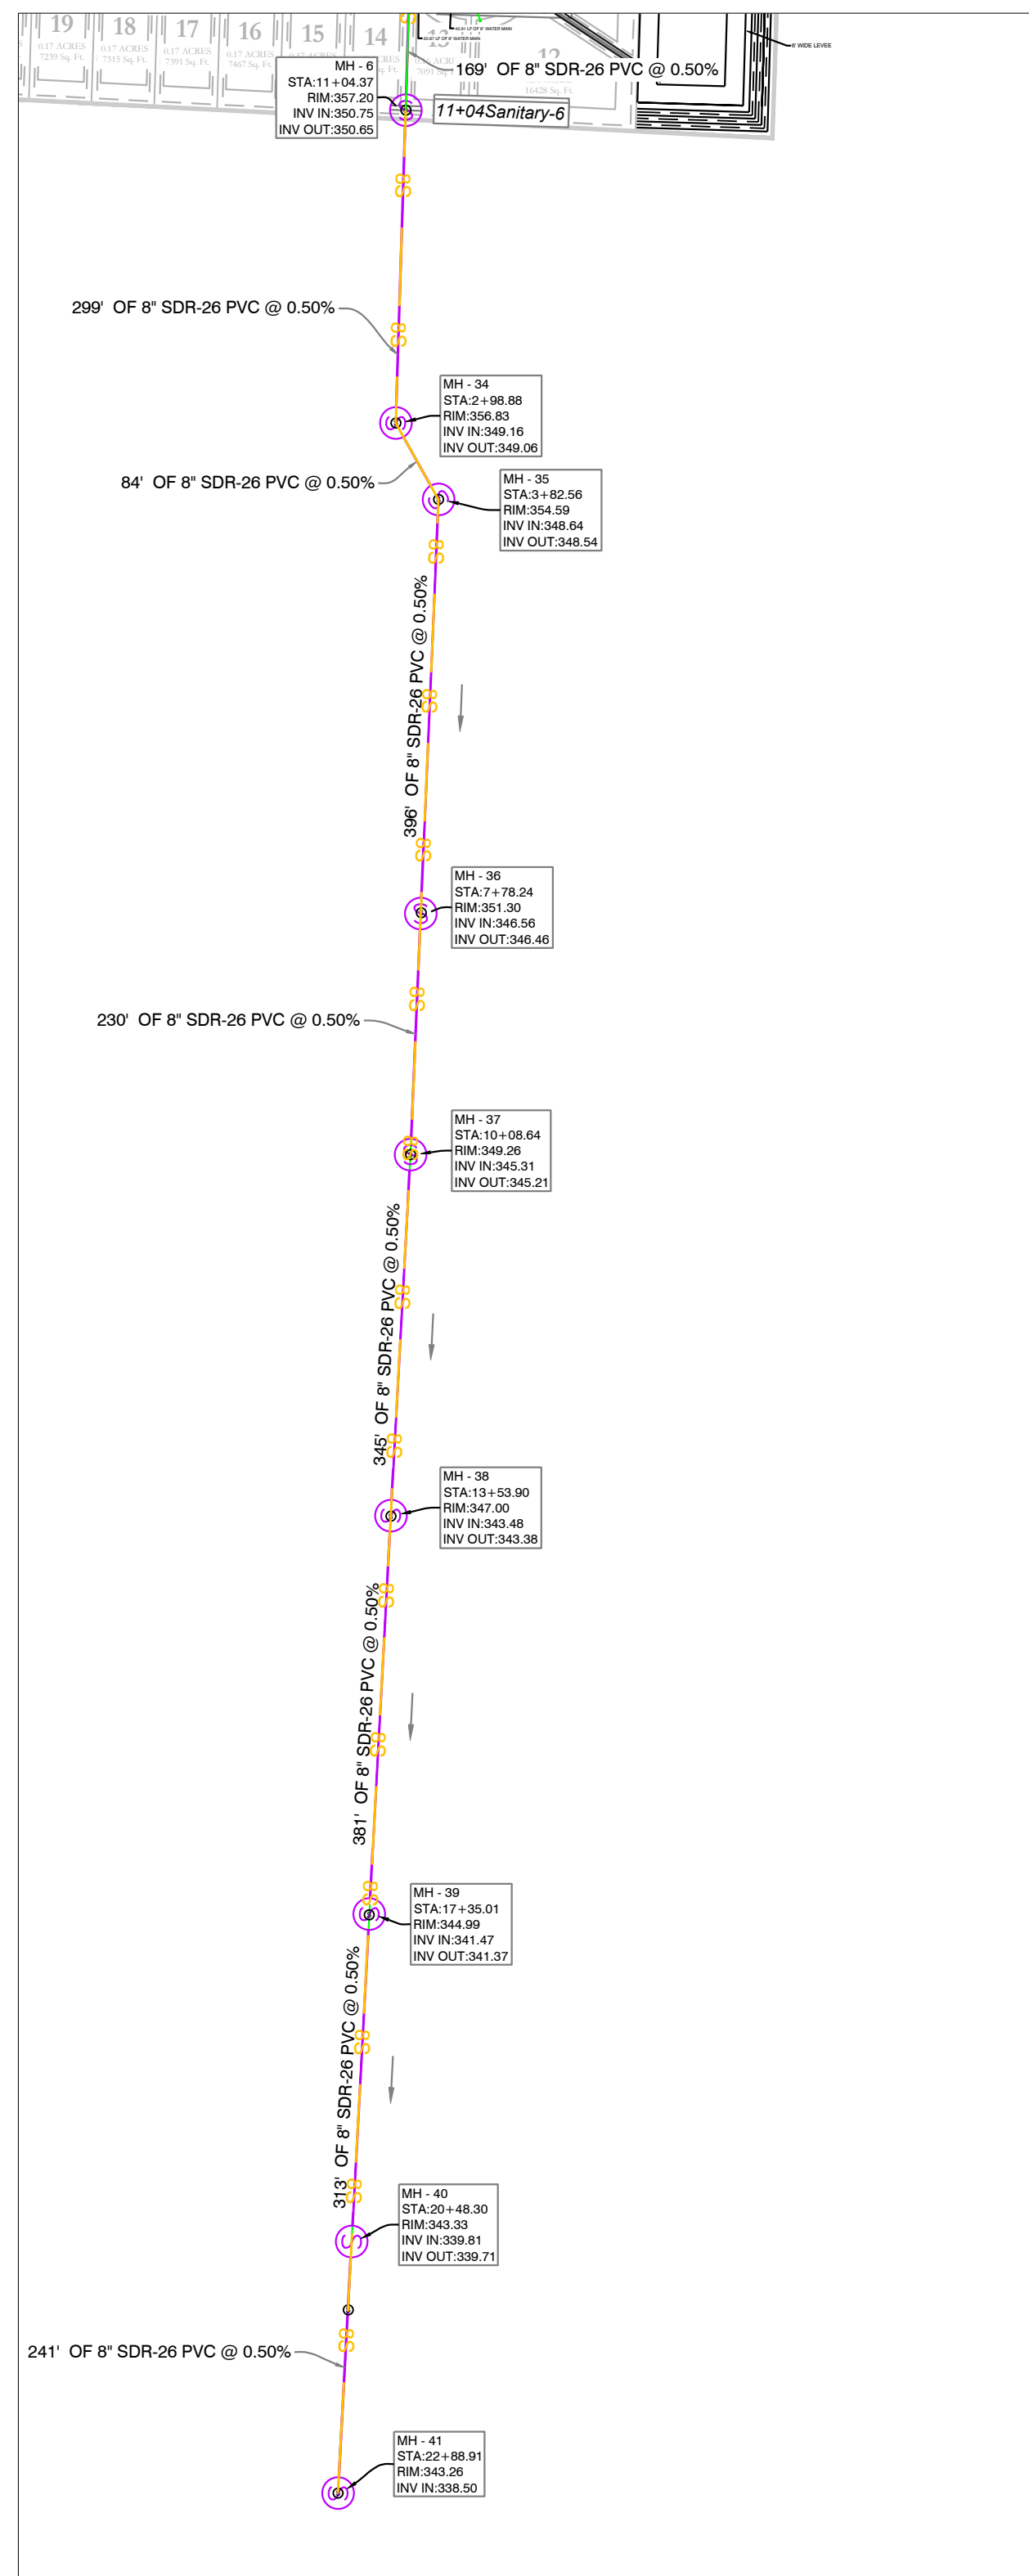 19
0.17 ACRES
7239 Sq. Ft.
18
0.17 ACRES
7315 Sq. Ft.
17
0.17 ACRES
7391 Sq. Ft.
16
0.17 ACRES
7467 Sq. Ft.
15
14
13
12
16428 Sq. Ft.
6' WIDE LEVEE
169' OF 8" SDR-26 PVC @ 0.50%
MH - 6
STA:11+04.37
RIM:357.20
INV IN:350.75
INV OUT:350.65
11+04Sanitary-6
299' OF 8" SDR-26 PVC @ 0.50%
MH - 34
STA:2+98.88
RIM:356.83
INV IN:349.16
INV OUT:349.06
84' OF 8" SDR-26 PVC @ 0.50%
MH - 35
STA:3+82.56
RIM:354.59
INV IN:348.64
INV OUT:348.54
396' OF 8" SDR-26 PVC @ 0.50%
MH - 36
STA:7+78.24
RIM:351.30
INV IN:346.56
INV OUT:346.46
230' OF 8" SDR-26 PVC @ 0.50%
MH - 37
STA:10+08.64
RIM:349.26
INV IN:345.31
INV OUT:345.21
345' OF 8" SDR-26 PVC @ 0.50%
MH - 38
STA:13+53.90
RIM:347.00
INV IN:343.48
INV OUT:343.38
381' OF 8" SDR-26 PVC @ 0.50%
MH - 39
STA:17+35.01
RIM:344.99
INV IN:341.47
INV OUT:341.37
313' OF 8" SDR-26 PVC @ 0.50%
MH - 40
STA:20+48.30
RIM:343.33
INV IN:339.81
INV OUT:339.71
241' OF 8" SDR-26 PVC @ 0.50%
MH - 41
STA:22+88.91
RIM:343.26
INV IN:338.50